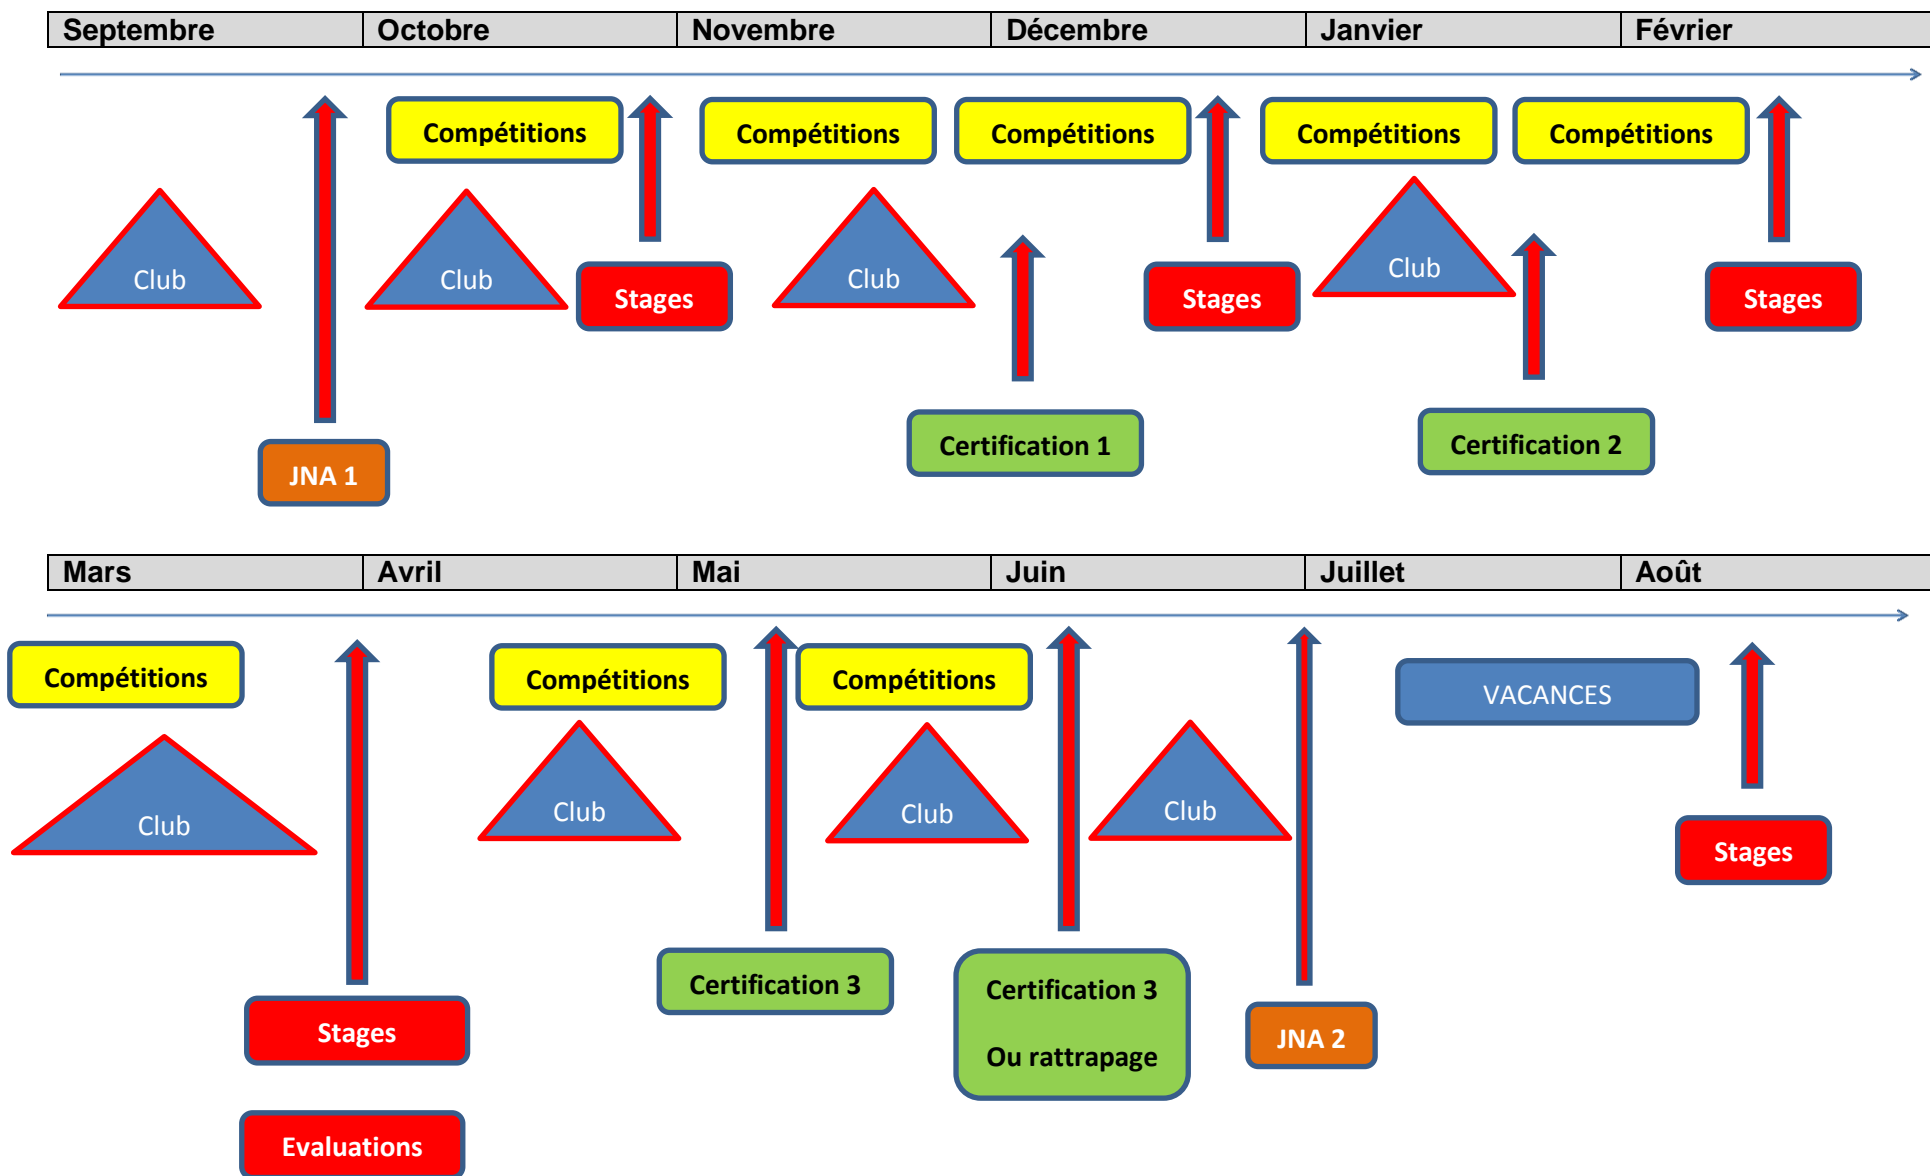 Septembre Octobre Novembre Décembre Janvier Février
Compétitions Compétitions Compétitions Compétitions Compétitions
Club Club Club Club
Stages Stages Stages
Certification 1 Certification 2
JNA 1
Mars Avril Mai Juin Juillet Août
Compétitions Compétitions Compétitions VACANCES
Club Club Club Club
Stages
Certification 3 Certification 3
Ou rattrapage
Stages JNA 2
Evaluations